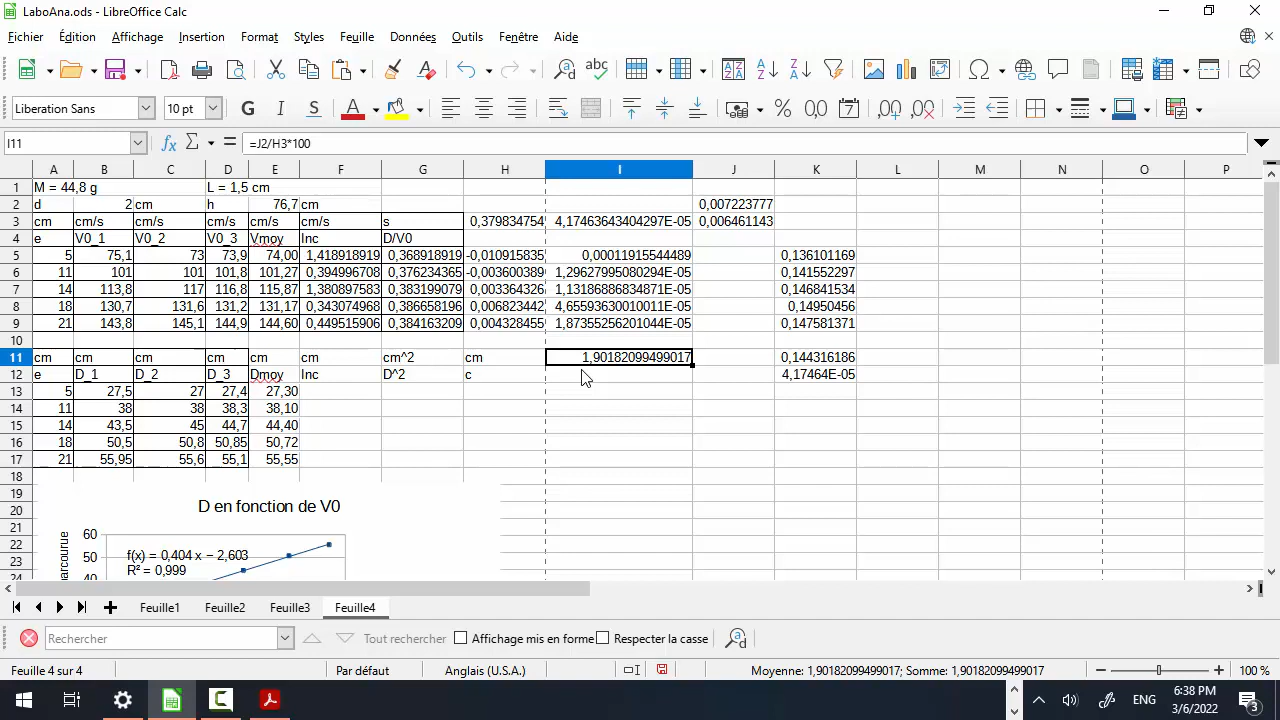 LaboAna.ods - LibreOffice Calc
Fichier Édition Affichage Insertion Format Styles Feuille Données Outils Fenêtre Aide
Liberation Sans 10 pt G I S A
I11 fx Σ = =J2/H3*100
A B C D E F G H I J K L M N O P
1 M = 44,8 g L = 1,5 cm
2 d 2 cm h 76,7 cm 0,007223777
3 cm cm/s cm/s cm/s cm/s cm/s s 0,379834754 4,17463643404297E-05 0,006461143
4 e V0_1 V0_2 V0_3 Vmoy Inc D/V0
5 5 75,1 73 73,9 74,00 1,418918919 0,368918919 -0,010915835 0,00011915544489 0,136101169
6 11 101 101 101,8 101,27 0,394996708 0,376234365 -0,003600389 1,29627995080294E-05 0,141552297
7 14 113,8 117 116,8 115,87 1,380897583 0,383199079 0,003364326 1,13186886834871E-05 0,146841534
8 18 130,7 131,6 131,2 131,17 0,343074968 0,386658196 0,006823442 4,65593630010011E-05 0,14950456
9 21 143,8 145,1 144,9 144,60 0,449515906 0,384163209 0,004328455 1,87355256201044E-05 0,147581371
10
11 cm cm cm cm cm cm cm^2 cm 1,90182099499017 0,144316186
12 e D_1 D_2 D_3 Dmoy Inc D^2 c 4,17464E-05
13 5 27,5 27 27,4 27,30
14 11 38 38 38,3 38,10
15 14 43,5 45 44,7 44,40
16 18 50,5 50,8 50,85 50,72
17 21 55,95 55,6 55,1 55,55
18
19
20 D en fonction de V0
21
22 60
f(x) = 0,404 x − 2,603
23 50
R² = 0,999
24 40
Feuille1 Feuille2 Feuille3 Feuille4
Rechercher Tout rechercher Affichage mis en forme Respecter la casse
Feuille 4 sur 4 Par défaut Anglais (U.S.A.) Moyenne: 1,90182099499017; Somme: 1,90182099499017 100 %
ENG 6:38 PM
3/6/2022 3